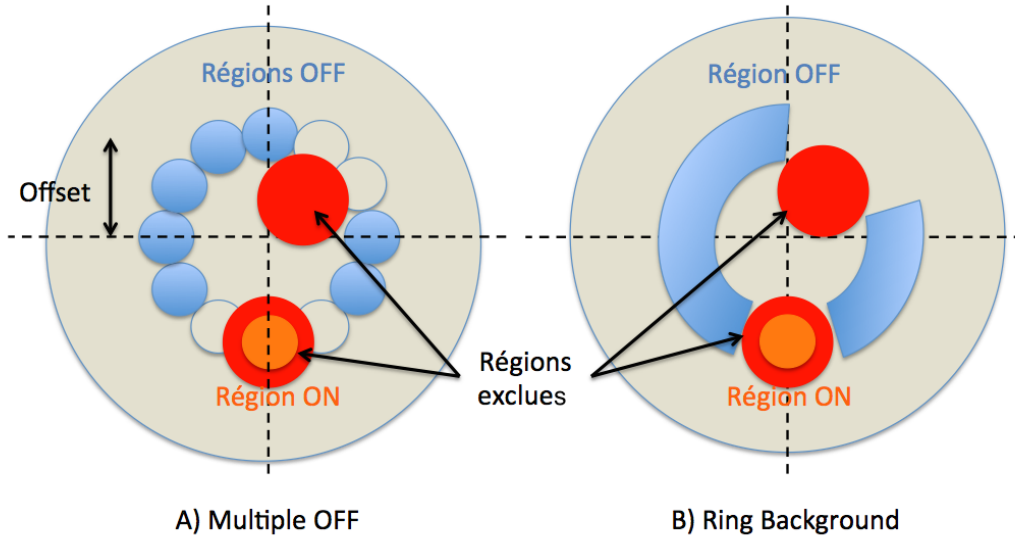 Régions OFF
Région OFF
Offset
Régions
exclues
Région ON
Région ON
A) Multiple OFF
B) Ring Background